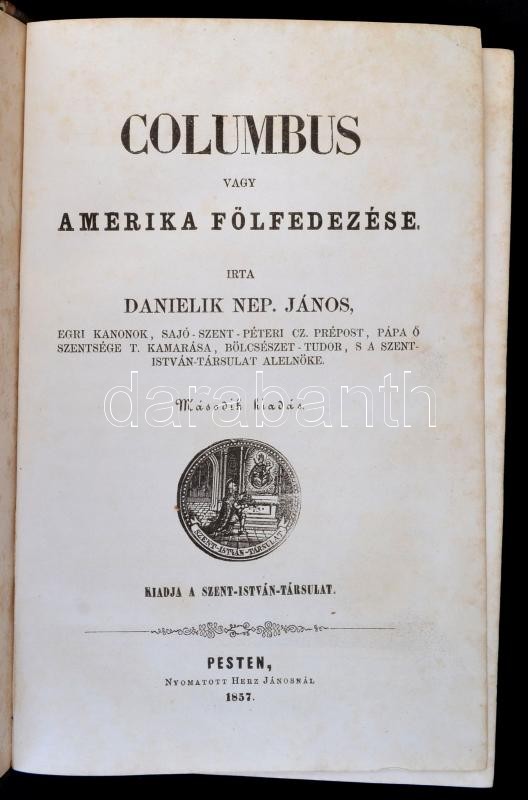 COLUMBUS
VAGY
AMERIKA FÖLFEDEZÉSE.
IRTA
DANIELIK NEP. JÁNOS,
EGRI KANONOK, SAJÓ-SZENT-PÉTERI CZ. PRÉPOST, PÁPA Ő
SZENTSÉGE T. KAMARÁSA, BÖLCSÉSZET-TUDOR, S A SZENT-
ISTVÁN-TÁRSULAT ALELNÖKE.
darabanth
Második kiadás.
SZENT-ISTVÁN-TÁRSULAT
KIADJA A SZENT-ISTVÁN-TÁRSULAT.
PESTEN,
NYOMATOTT HERZ JÁNOSNÁL
1857.